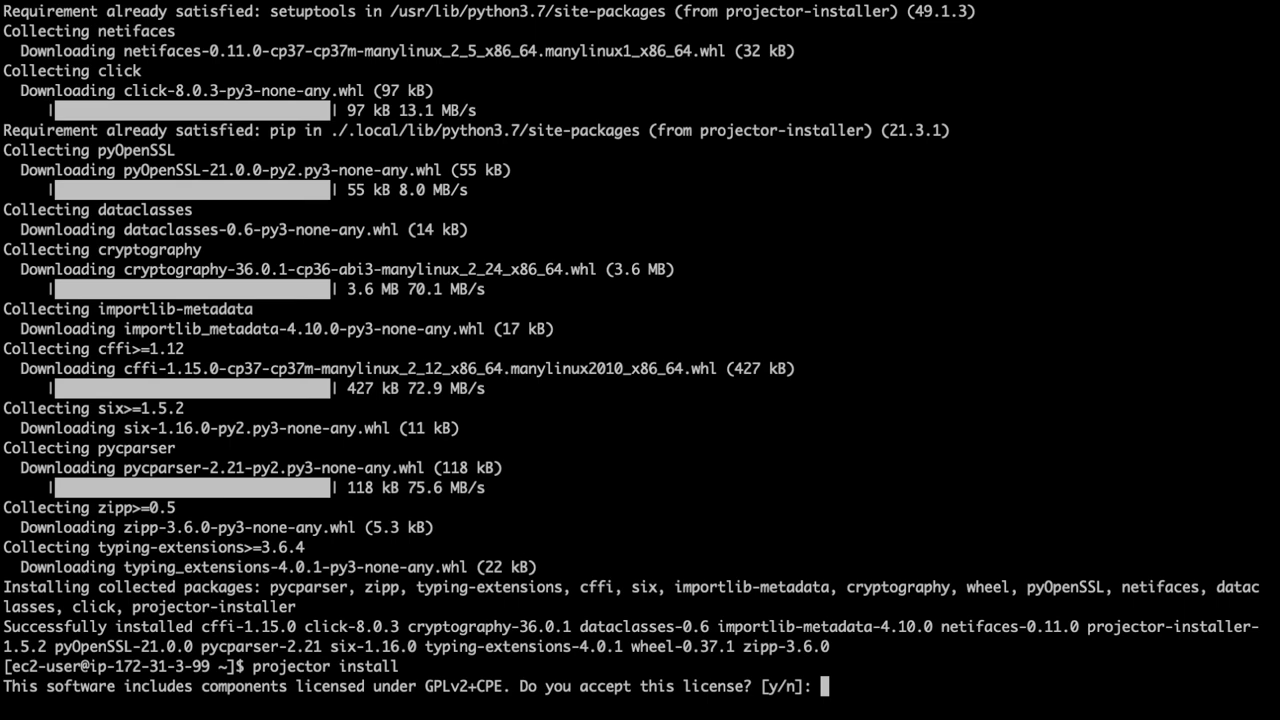 Requirement already satisfied: setuptools in /usr/lib/python3.7/site-packages (from projector-installer) (49.1.3)
Collecting netifaces
  Downloading netifaces-0.11.0-cp37-cp37m-manylinux_2_5_x86_64.manylinux1_x86_64.whl (32 kB)
Collecting click
  Downloading click-8.0.3-py3-none-any.whl (97 kB)
     |████████████████████████████████| 97 kB 13.1 MB/s
Requirement already satisfied: pip in ./.local/lib/python3.7/site-packages (from projector-installer) (21.3.1)
Collecting pyOpenSSL
  Downloading pyOpenSSL-21.0.0-py2.py3-none-any.whl (55 kB)
     |████████████████████████████████| 55 kB 8.0 MB/s
Collecting dataclasses
  Downloading dataclasses-0.6-py3-none-any.whl (14 kB)
Collecting cryptography
  Downloading cryptography-36.0.1-cp36-abi3-manylinux_2_24_x86_64.whl (3.6 MB)
     |████████████████████████████████| 3.6 MB 70.1 MB/s
Collecting importlib-metadata
  Downloading importlib_metadata-4.10.0-py3-none-any.whl (17 kB)
Collecting cffi>=1.12
  Downloading cffi-1.15.0-cp37-cp37m-manylinux_2_12_x86_64.manylinux2010_x86_64.whl (427 kB)
     |████████████████████████████████| 427 kB 72.9 MB/s
Collecting six>=1.5.2
  Downloading six-1.16.0-py2.py3-none-any.whl (11 kB)
Collecting pycparser
  Downloading pycparser-2.21-py2.py3-none-any.whl (118 kB)
     |████████████████████████████████| 118 kB 75.6 MB/s
Collecting zipp>=0.5
  Downloading zipp-3.6.0-py3-none-any.whl (5.3 kB)
Collecting typing-extensions>=3.6.4
  Downloading typing_extensions-4.0.1-py3-none-any.whl (22 kB)
Installing collected packages: pycparser, zipp, typing-extensions, cffi, six, importlib-metadata, cryptography, wheel, pyOpenSSL, netifaces, datac
lasses, click, projector-installer
Successfully installed cffi-1.15.0 click-8.0.3 cryptography-36.0.1 dataclasses-0.6 importlib-metadata-4.10.0 netifaces-0.11.0 projector-installer-
1.5.2 pyOpenSSL-21.0.0 pycparser-2.21 six-1.16.0 typing-extensions-4.0.1 wheel-0.37.1 zipp-3.6.0
[ec2-user@ip-172-31-3-99 ~]$ projector install
This software includes components licensed under GPLv2+CPE. Do you accept this license? [y/n]: